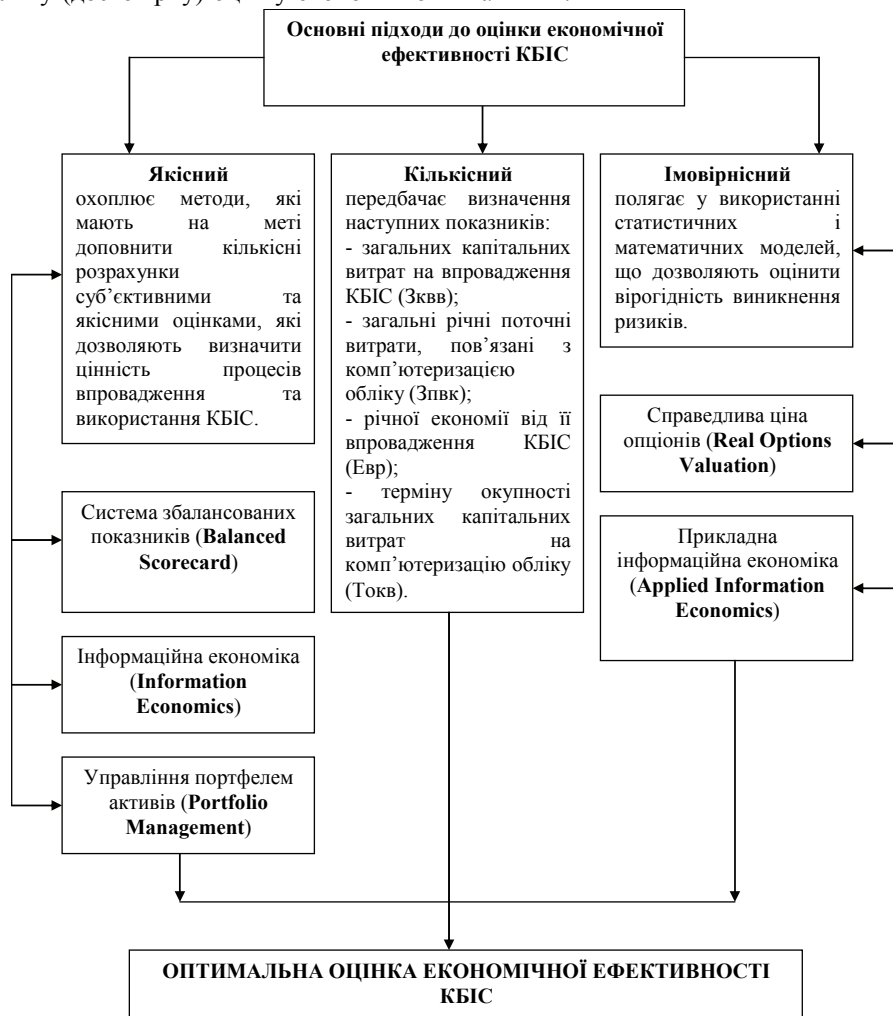 Основні підходи до оцінки економічної
ефективності КБІС
Якісний
охоплює методи, які
мають на меті
доповнити кількісні
розрахунки
суб’єктивними та
якісними оцінками, які
дозволяють визначити
цінність процесів
впровадження та
використання КБІС.
Система збалансованих
показників (Balanced
Scorecard)
Інформаційна економіка
(Information
Economics)
Управління портфелем
активів (Portfolio
Management)
Кількісний
передбачає визначення
наступних показників:
- загальних капітальних
витрат на впровадження
КБІС (Зквв);
- загальні річні поточні
витрати, пов’язані з
комп’ютеризацією
обліку (Зпвк);
- річної економії від її
впровадження КБІС
(Евр);
- терміну окупності
загальних капітальних
витрат на
комп’ютеризацію обліку
(Токв).
Імовірнісний
полягає у використанні
статистичних і
математичних моделей,
що дозволяють оцінити
вірогідність виникнення
ризиків.
Справедлива ціна
опціонів (Real Options
Valuation)
Прикладна
інформаційна економіка
(Applied Information
Economics)
ОПТИМАЛЬНА ОЦІНКА ЕКОНОМІЧНОЇ ЕФЕКТИВНОСТІ
КБІС